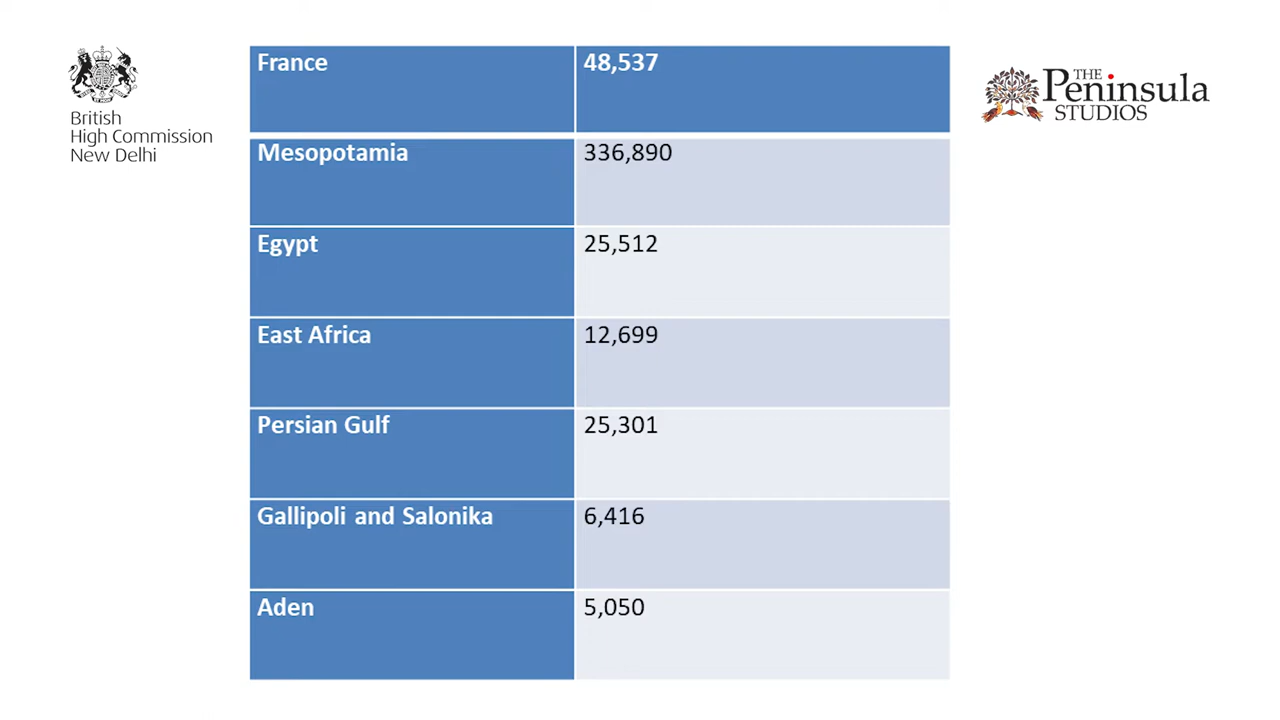 British
High Commission
New Delhi
THE
Peninsula
STUDIOS
France 48,537
Mesopotamia 336,890
Egypt 25,512
East Africa 12,699
Persian Gulf 25,301
Gallipoli and Salonika 6,416
Aden 5,050